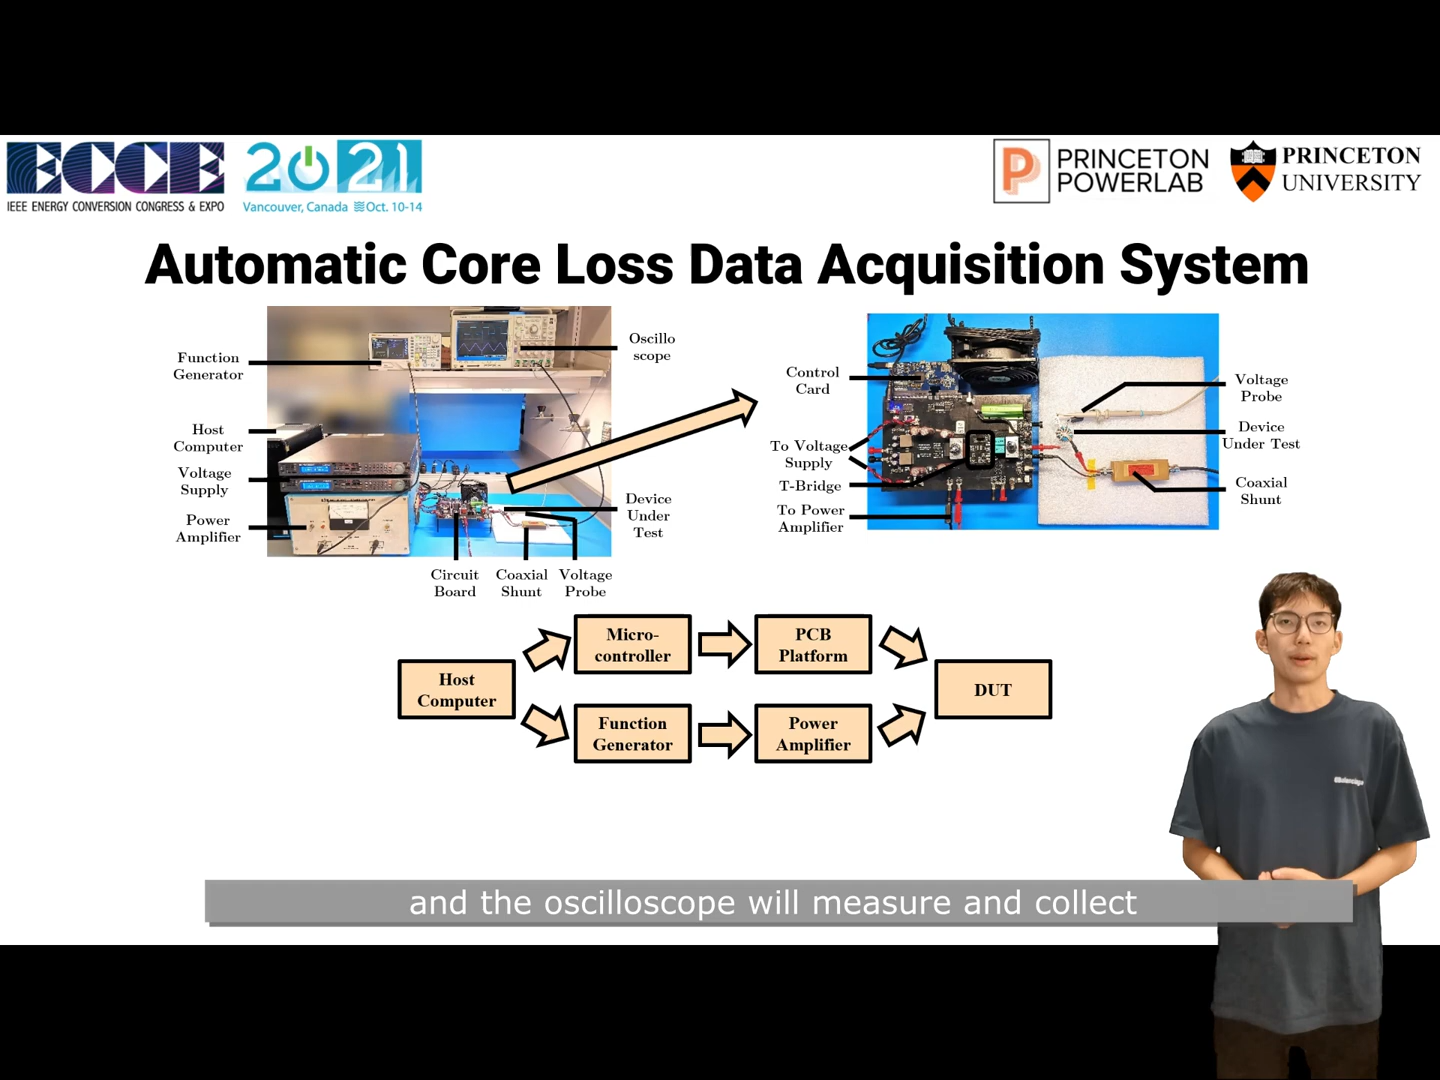 ECCE
IEEE ENERGY CONVERSION CONGRESS & EXPO
2021
Vancouver, Canada Oct. 10-14
P
PRINCETON
POWERLAB
PRINCETON
UNIVERSITY
Automatic Core Loss Data Acquisition System
Function
Generator
Host
Computer
Voltage
Supply
Power
Amplifier
Oscillo
scope
Device
Under
Test
Circuit
Board
Coaxial
Shunt
Voltage
Probe
Control
Card
To Voltage
Supply
T-Bridge
To Power
Amplifier
Voltage
Probe
Device
Under Test
Coaxial
Shunt
Host
Computer
Micro-
controller
PCB
Platform
Function
Generator
Power
Amplifier
DUT
and the oscilloscope will measure and collect